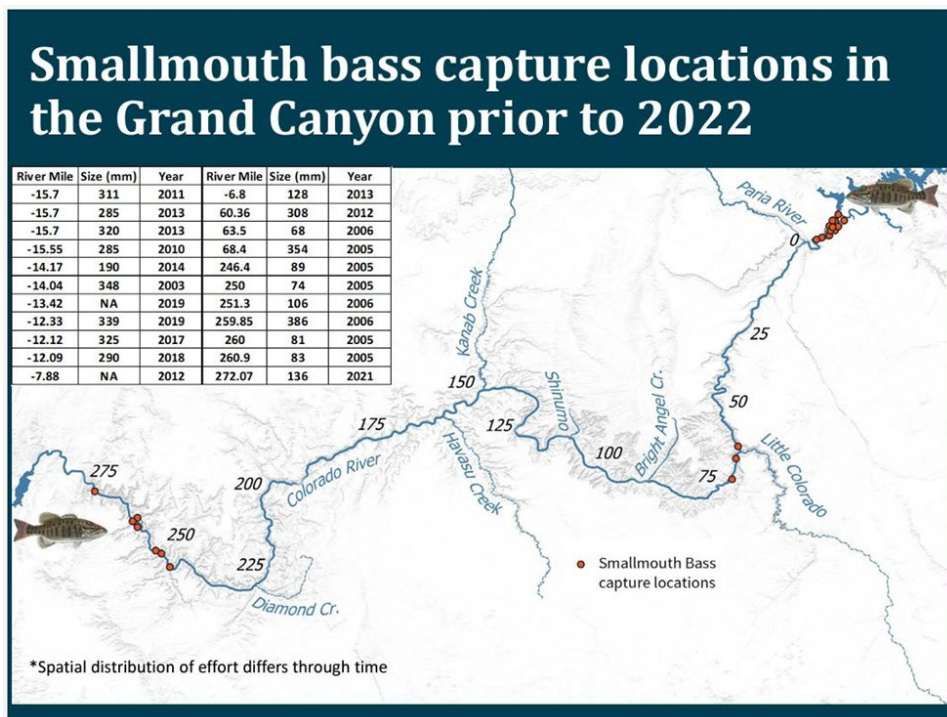 Smallmouth bass capture locations in
the Grand Canyon prior to 2022
River Mile Size (mm) Year River Mile Size (mm) Year
-15.7 311 2011 -6.8 128 2013
-15.7 285 2013 60.36 308 2012
-15.7 320 2013 63.5 68 2006
-15.55 285 2010 68.4 354 2005
-14.17 190 2014 246.4 89 2005
-14.04 348 2003 250 74 2005
-13.42 NA 2019 251.3 106 2006
-12.33 339 2019 259.85 386 2006
-12.12 325 2017 260 81 2005
-12.09 290 2018 260.9 83 2005
-7.88 NA 2012 272.07 136 2021
Paria River
0
25
Kanab Creek
50
150
Shinumo
Bright Angel Cr.
125
175
Little Colorado
100
Havasu Creek
75
275
200
Colorado River
250
225
Smallmouth Bass
capture locations
Diamond Cr.
*Spatial distribution of effort differs through time